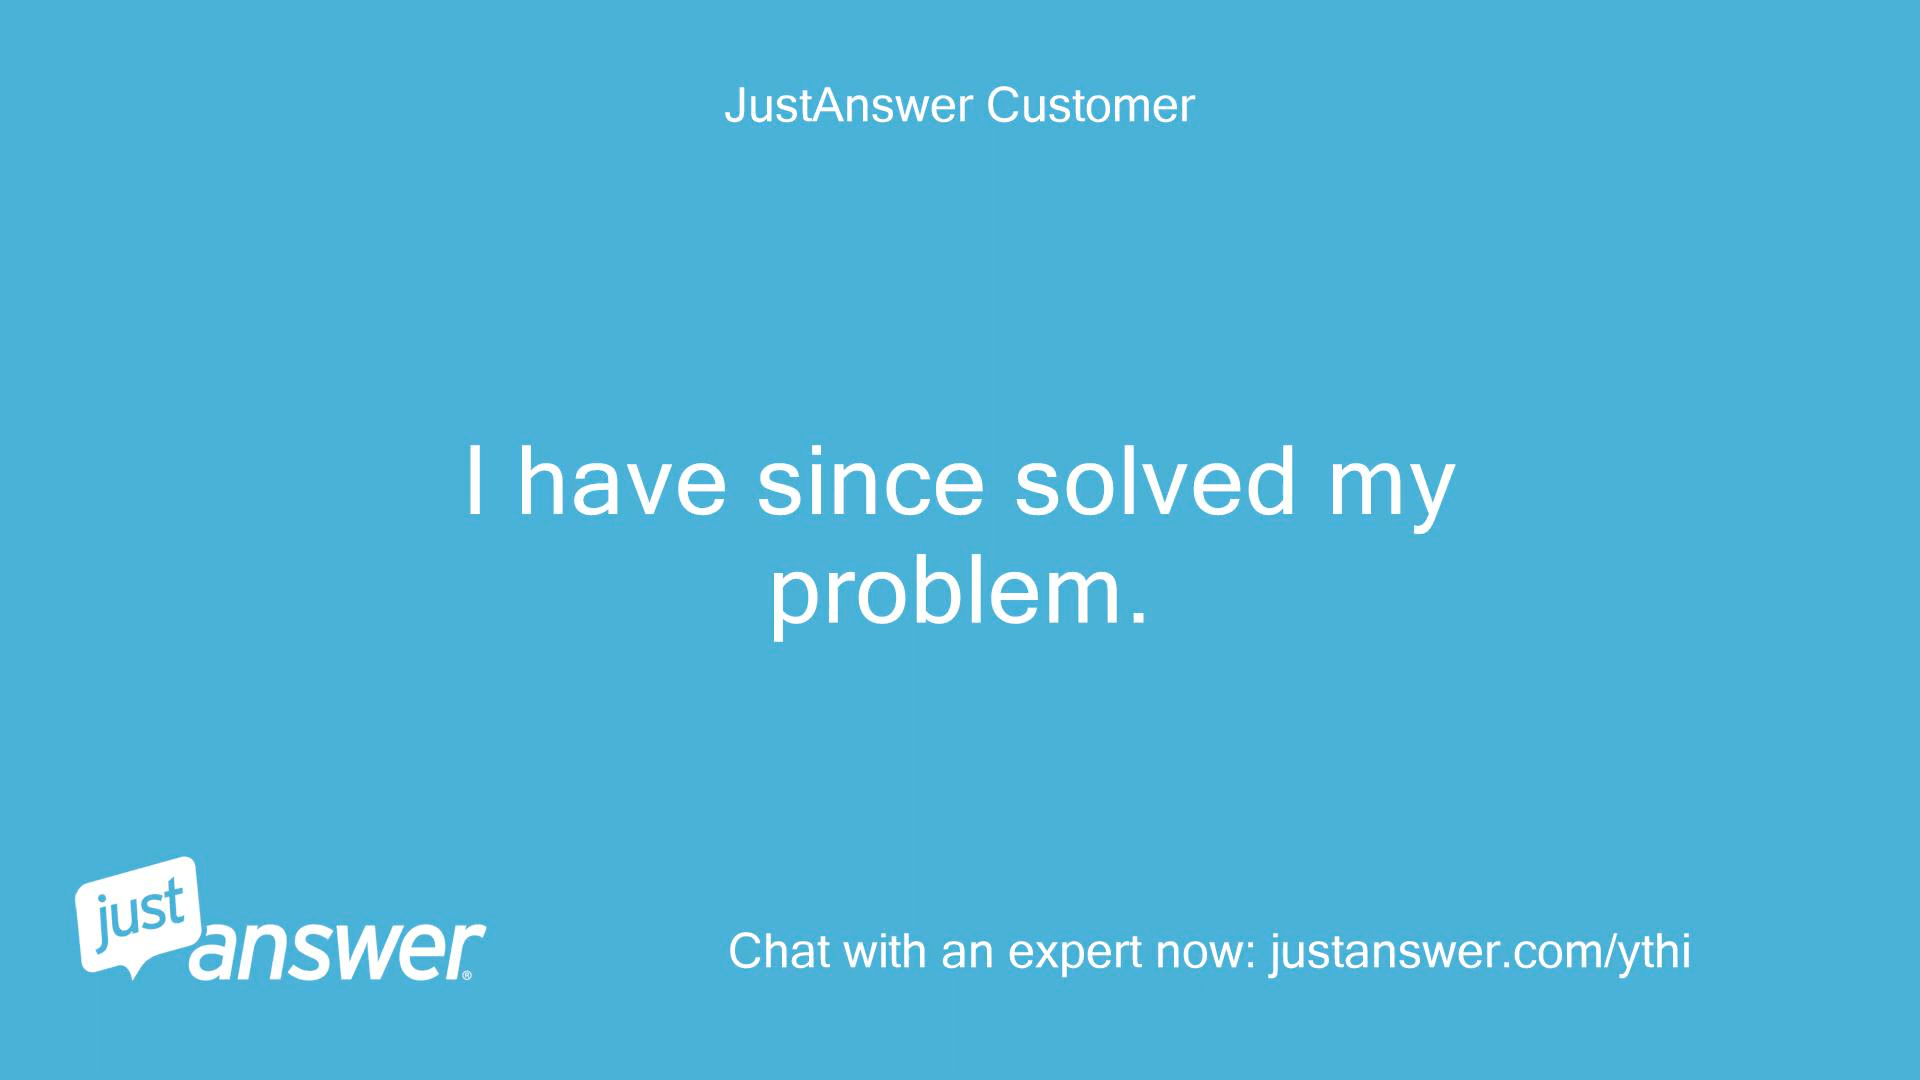 JustAnswer Customer
I have since solved my
problem.
just
answer®
Chat with an expert now: justanswer.com/ythi